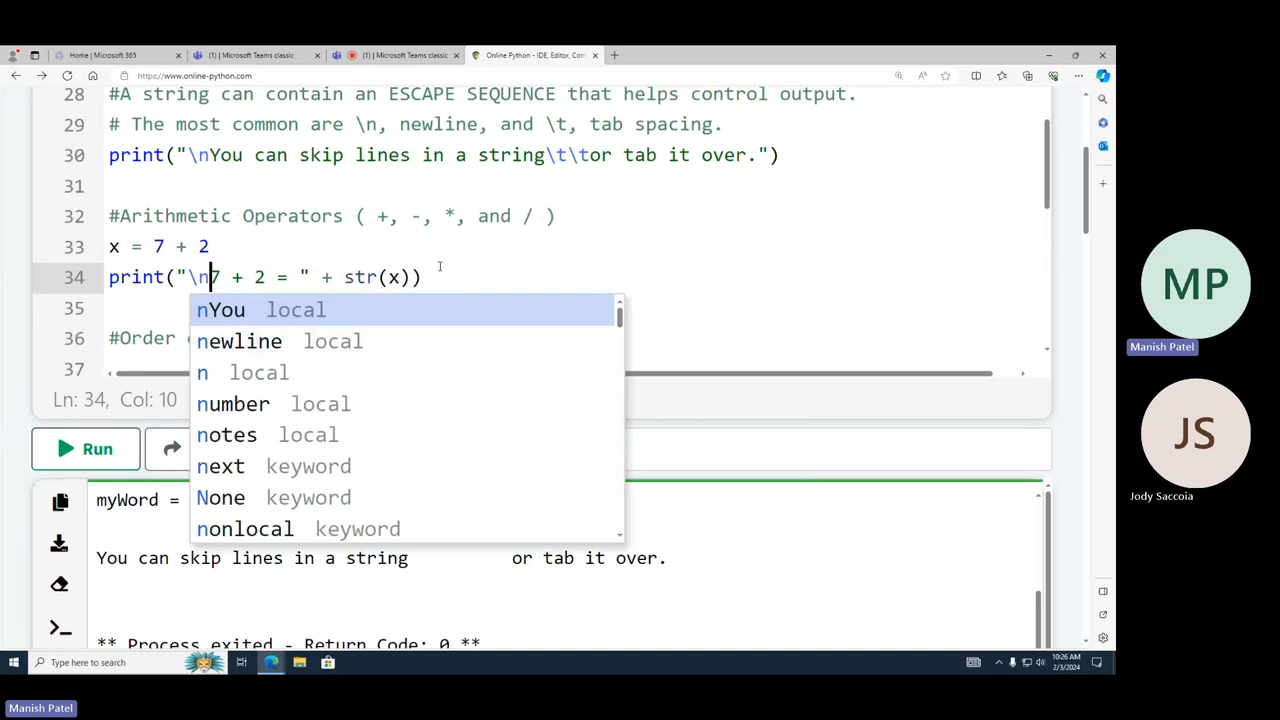 Home | Microsoft 365
(1) | Microsoft Teams classic
(1) | Microsoft Teams classic
Online Python - IDE, Editor, Com
https://www.online-python.com
28 #A string can contain an ESCAPE SEQUENCE that helps control output.
29 # The most common are \n, newline, and \t, tab spacing.
30 print("\nYou can skip lines in a string\t\tor tab it over.")
31
32 #Arithmetic Operators ( +, -, *, and / )
33 x = 7 + 2
34 print("\n7 + 2 = " + str(x))
35
36 #Order
37
nYou local
newline local
n local
number local
notes local
next keyword
None keyword
nonlocal keyword
Ln: 34, Col: 10
Run
myWord =
You can skip lines in a string or tab it over.
** Process exited - Return Code: 0 **
Type here to search
10:26 AM
2/3/2024
MP
Manish Patel
JS
Jody Saccoia
Manish Patel